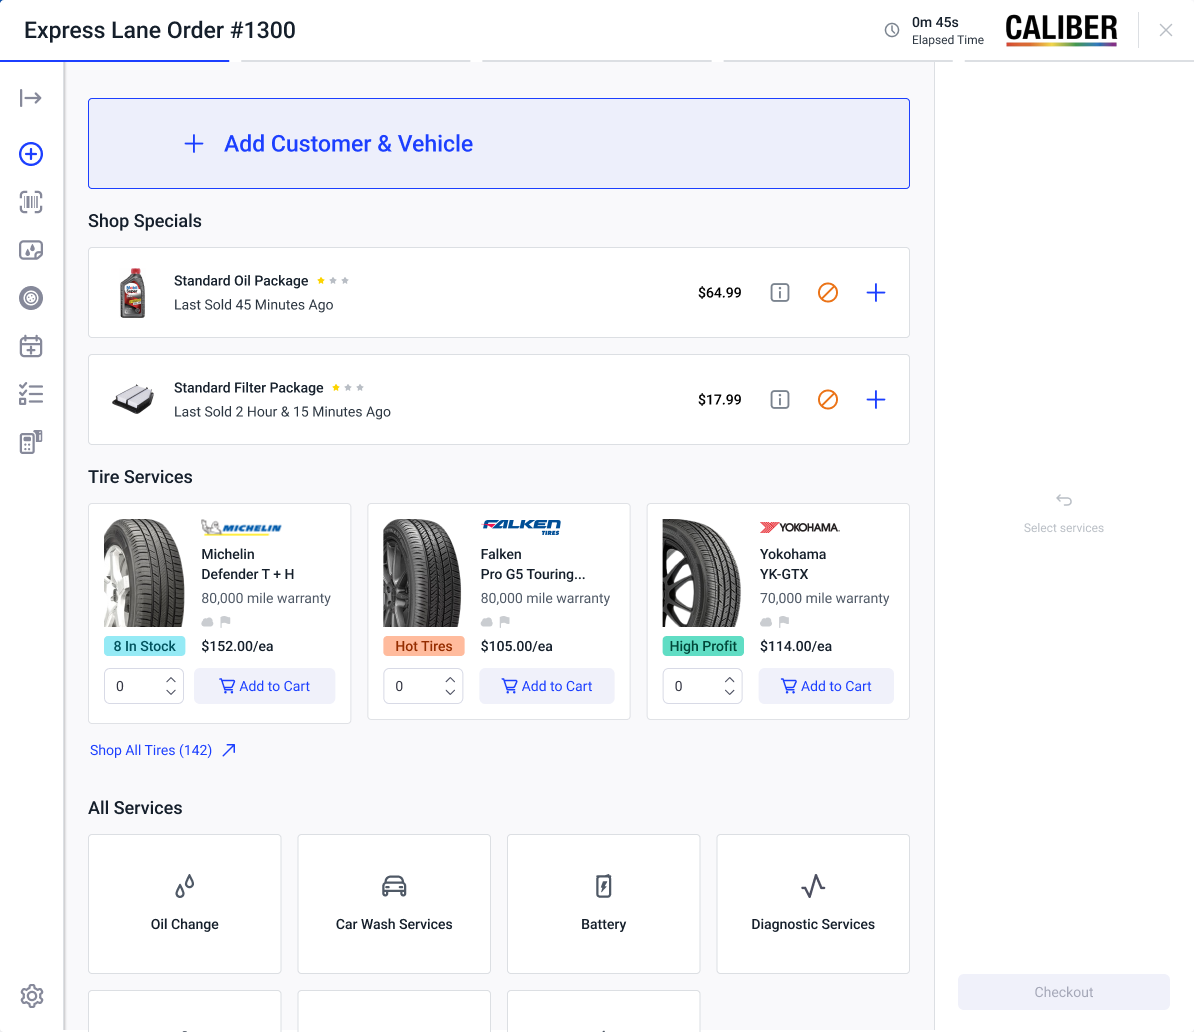 Express Lane Order #1300
0m 45s
Elapsed Time
CALIBER
Add Customer & Vehicle
Shop Specials
Standard Oil Package
Last Sold 45 Minutes Ago
$64.99
Standard Filter Package
Last Sold 2 Hour & 15 Minutes Ago
$17.99
Tire Services
MICHELIN
Michelin
Defender T + H
80,000 mile warranty
8 In Stock
$152.00/ea
0
Add to Cart
FALKEN
TIRES
Falken
Pro G5 Touring...
80,000 mile warranty
Hot Tires
$105.00/ea
0
Add to Cart
YOKOHAMA
Yokohama
YK-GTX
70,000 mile warranty
High Profit
$114.00/ea
0
Add to Cart
Shop All Tires (142)
All Services
Oil Change
Car Wash Services
Battery
Diagnostic Services
Select services
Checkout